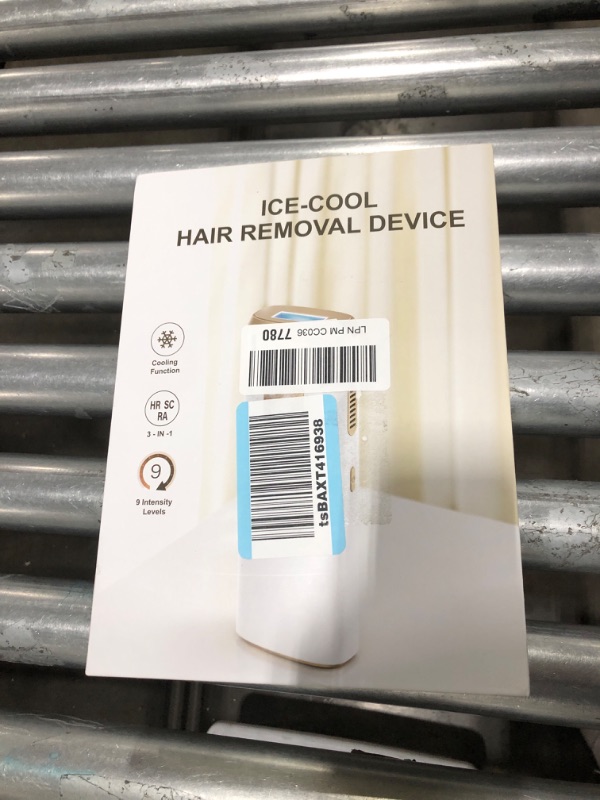 ICE-COOL
HAIR REMOVAL DEVICE
LPN PM CC036 7780
Cooling
Function
HR SC
RA
3 - IN -1
9
9 Intensity
Levels
tsBAXT416938